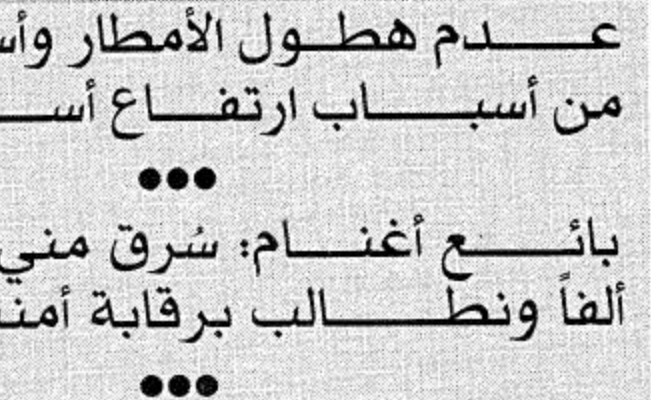 عدم هطول الأمطار
من أسباب ارتفاع
•••
بائع أغنام: سُرق مني
ألفاً ونطالب برقابة
•••